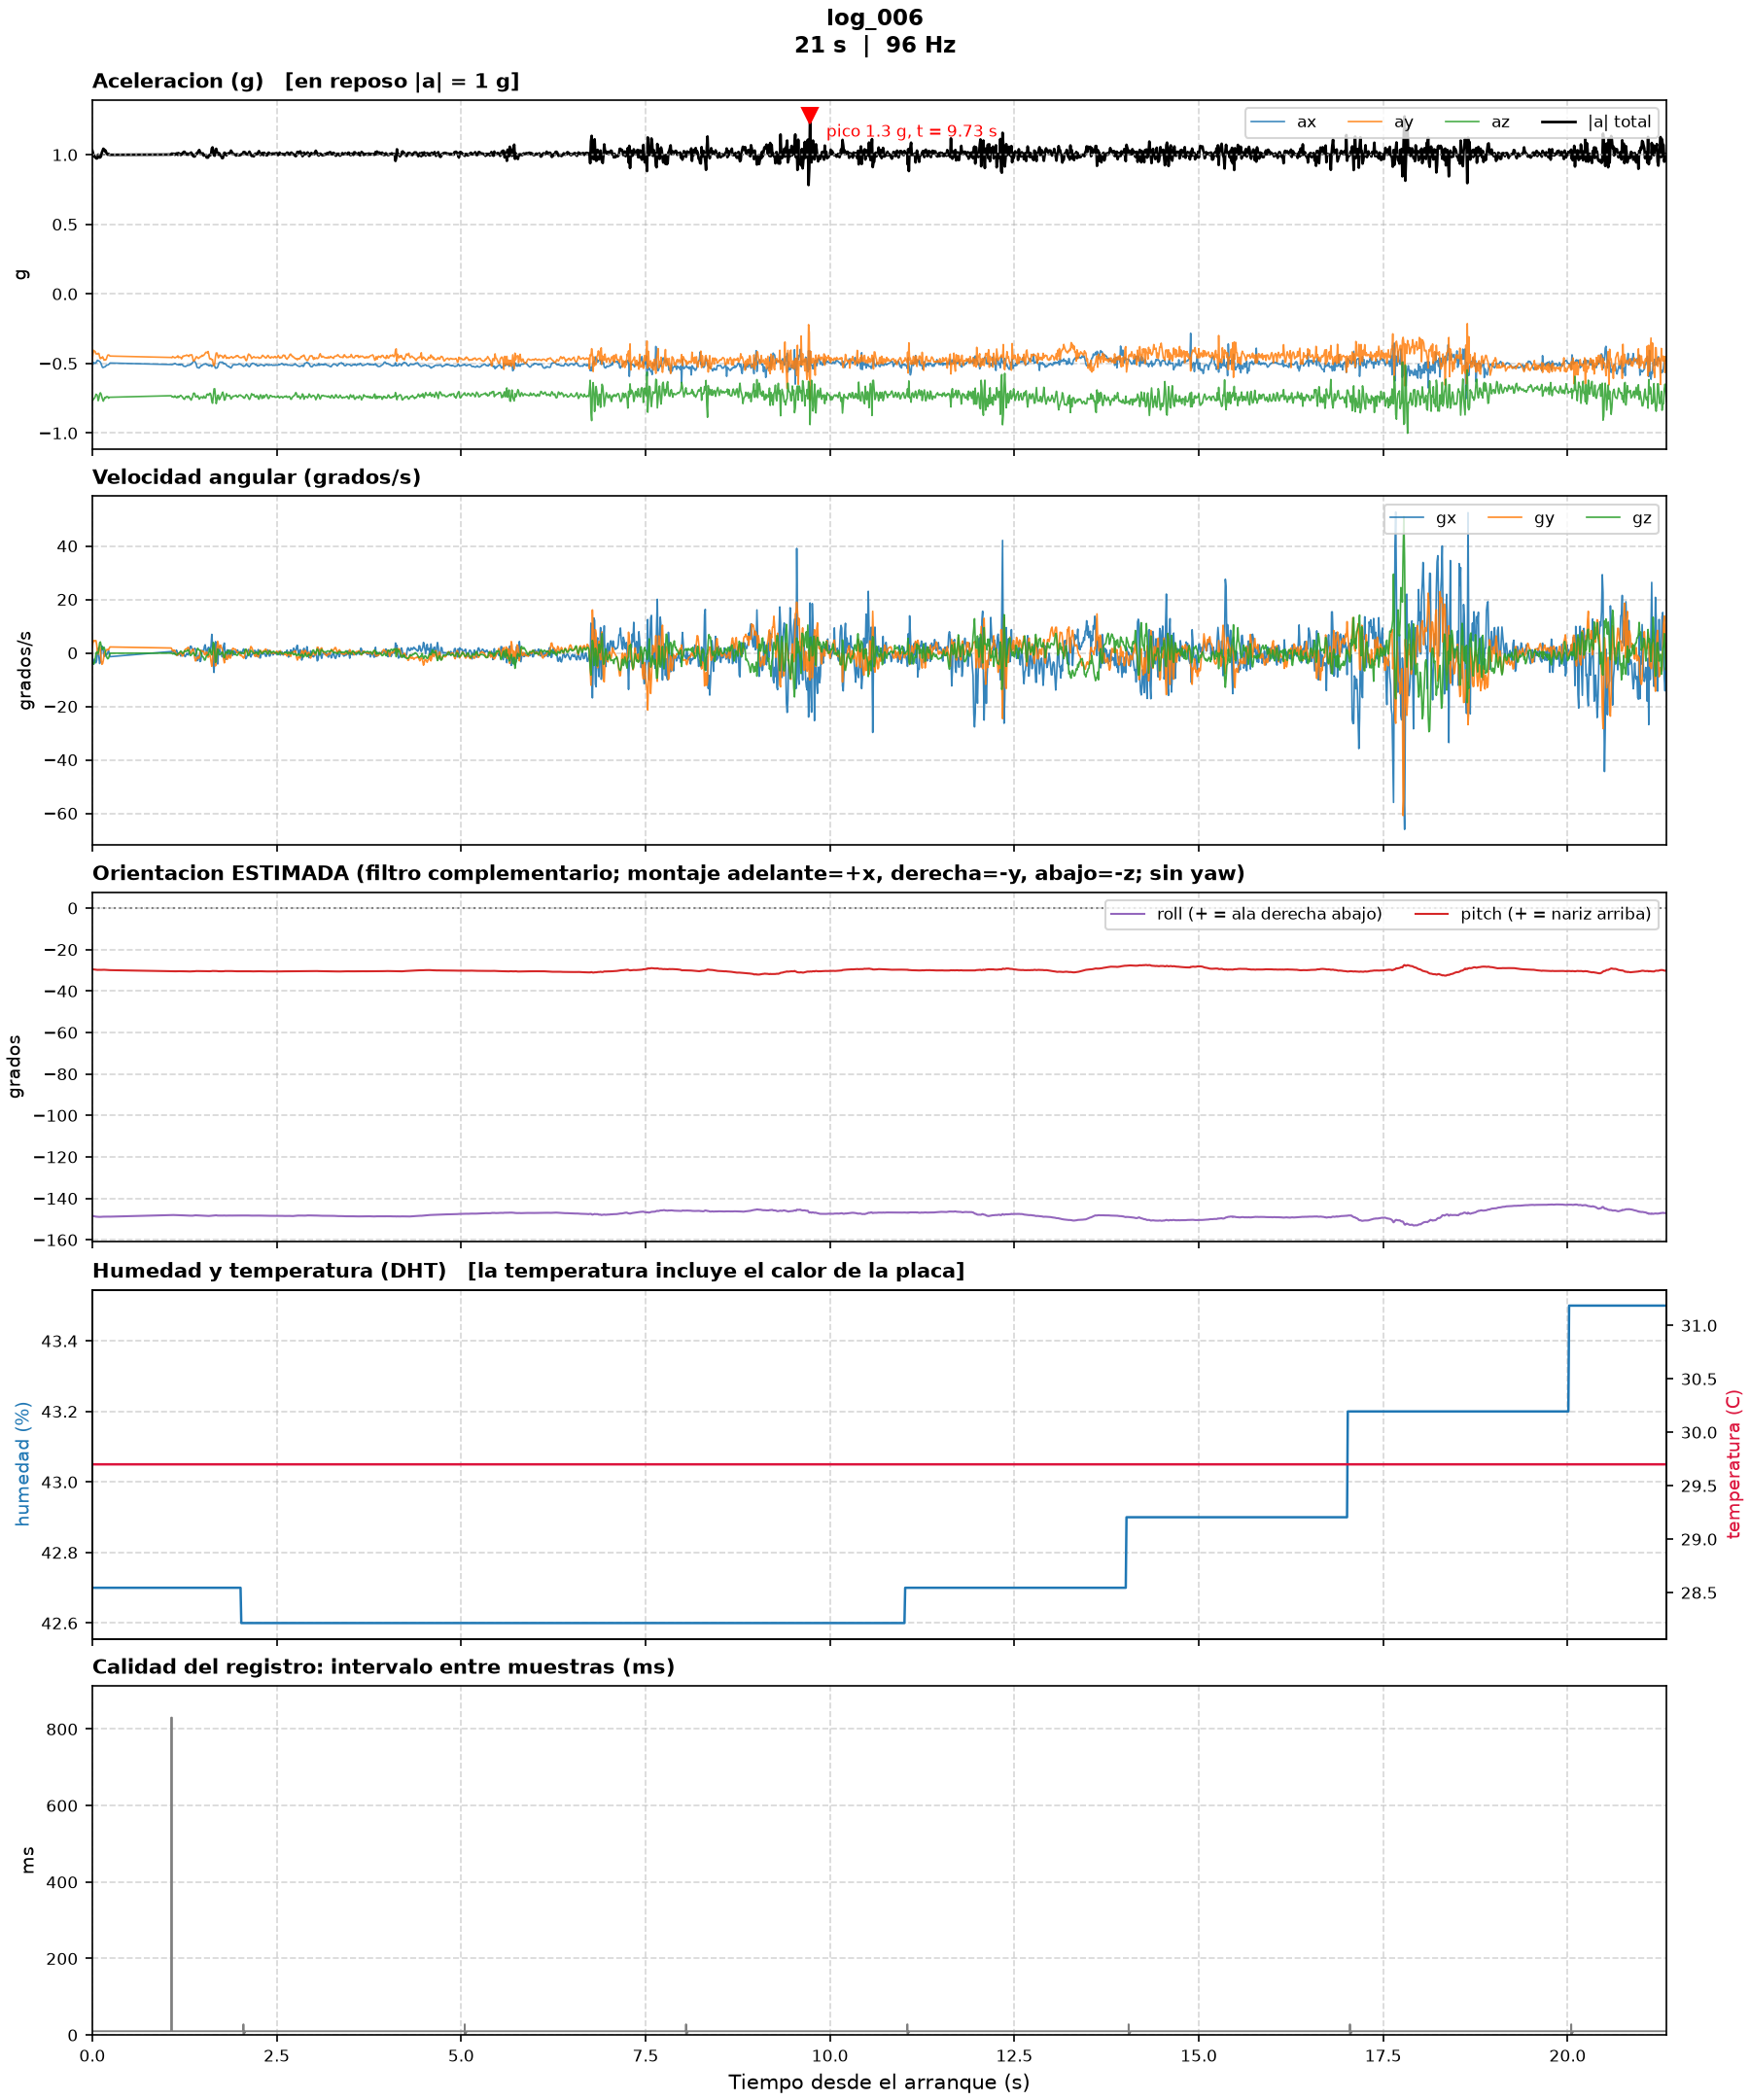 log_006
21 s | 96 Hz
Aceleracion (g) [en reposo |a| = 1 g]
pico 1.3 g, t = 9.73 s
ax ay az |a| total
1.0
0.5
0.0
−0.5
−1.0
g
Velocidad angular (grados/s)
gx gy gz
40
20
0
−20
−40
−60
grados/s
Orientacion ESTIMADA (filtro complementario; montaje adelante=+x, derecha=-y, abajo=-z; sin yaw)
roll (+ = ala derecha abajo) pitch (+ = nariz arriba)
0
−20
−40
−60
−80
−100
−120
−140
−160
grados
Humedad y temperatura (DHT) [la temperatura incluye el calor de la placa]
43.4
43.2
43.0
42.8
42.6
humedad (%)
31.0
30.5
30.0
29.5
29.0
28.5
temperatura (C)
Calidad del registro: intervalo entre muestras (ms)
800
600
400
200
0
ms
0.0 2.5 5.0 7.5 10.0 12.5 15.0 17.5 20.0
Tiempo desde el arranque (s)